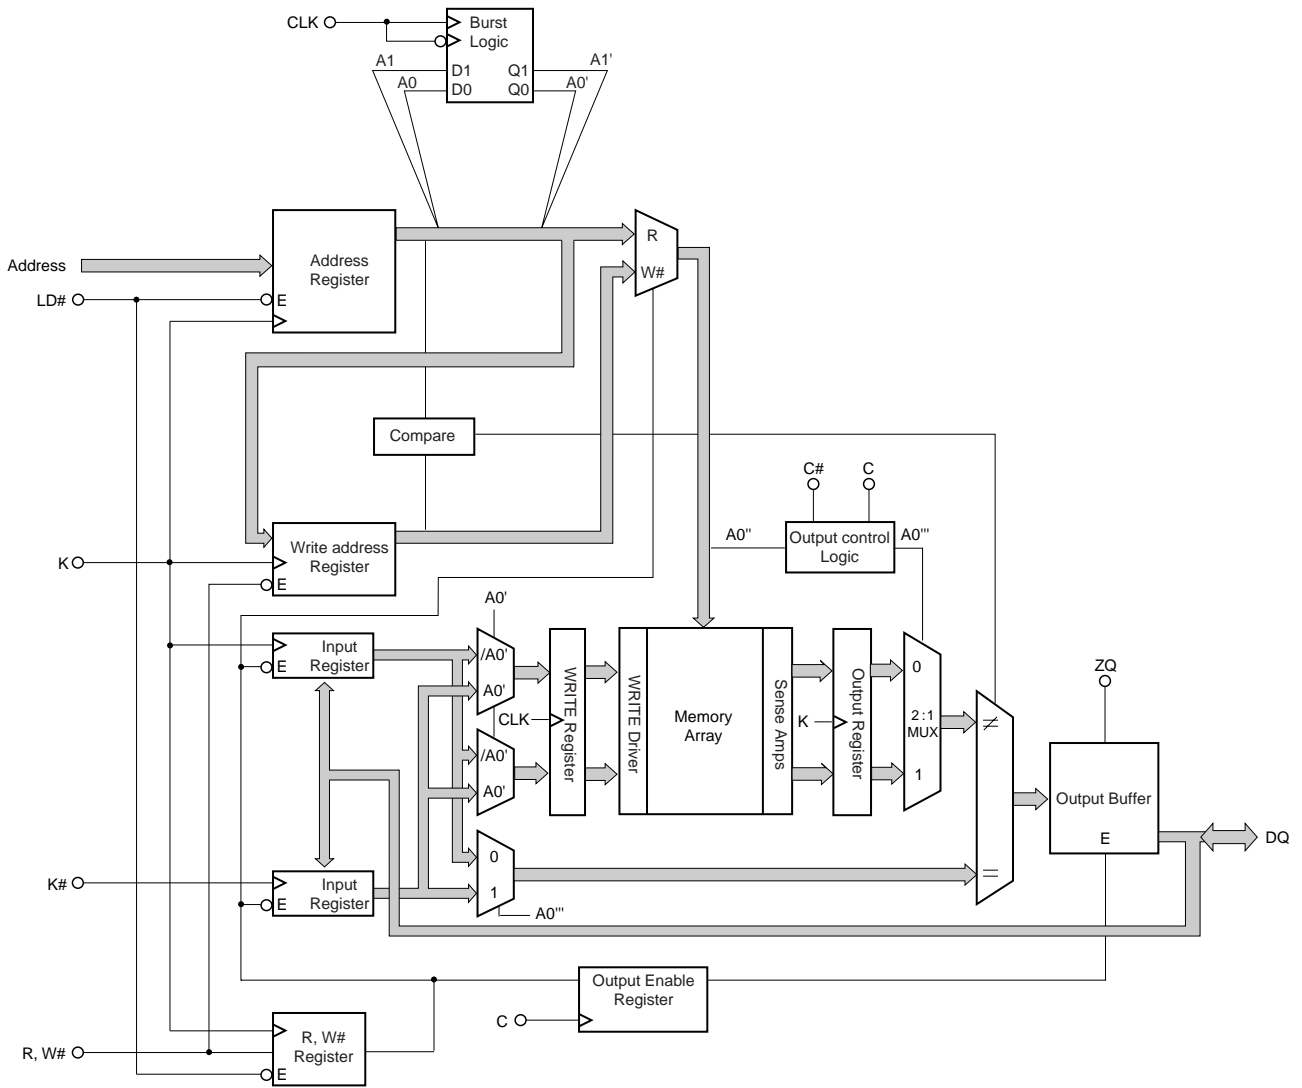 CLK
Burst
Logic
A1
D1
Q1
A1'
A0
D0
Q0
A0'
Address
Address
Register
R
W#
LD#
E
Compare
C#
C
Write address
Register
K
E
A0''
Output control
Logic
A0'''
A0'
Input
Register
E
/A0'
A0'
CLK
/A0'
A0'
WRITE Register
WRITE Driver
Memory
Array
Sense Amps
K
Output Register
0
2:1
MUX
1
≠
ZQ
Output Buffer
E
DQ
K#
Input
Register
E
0
1
A0'''
=
Output Enable
Register
C
R, W#
R, W#
Register
E